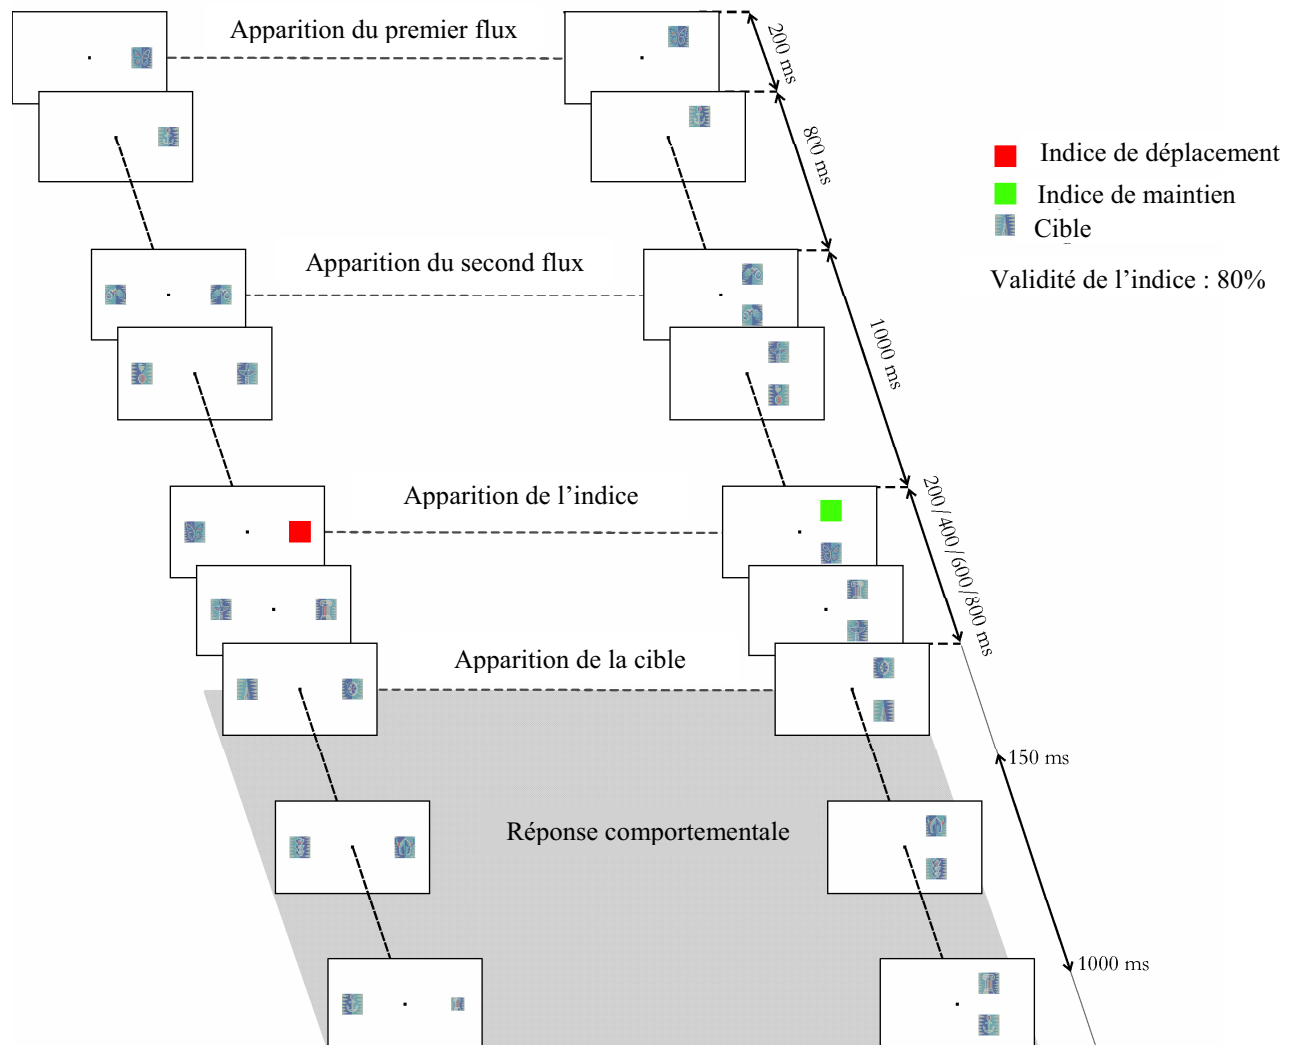 Apparition du premier flux
200 ms
800 ms
Indice de déplacement
Indice de maintien
Cible
Validité de l'indice : 80%
Apparition du second flux
1000 ms
Apparition de l'indice
200/400/600/800 ms
Apparition de la cible
150 ms
Réponse comportementale
1000 ms